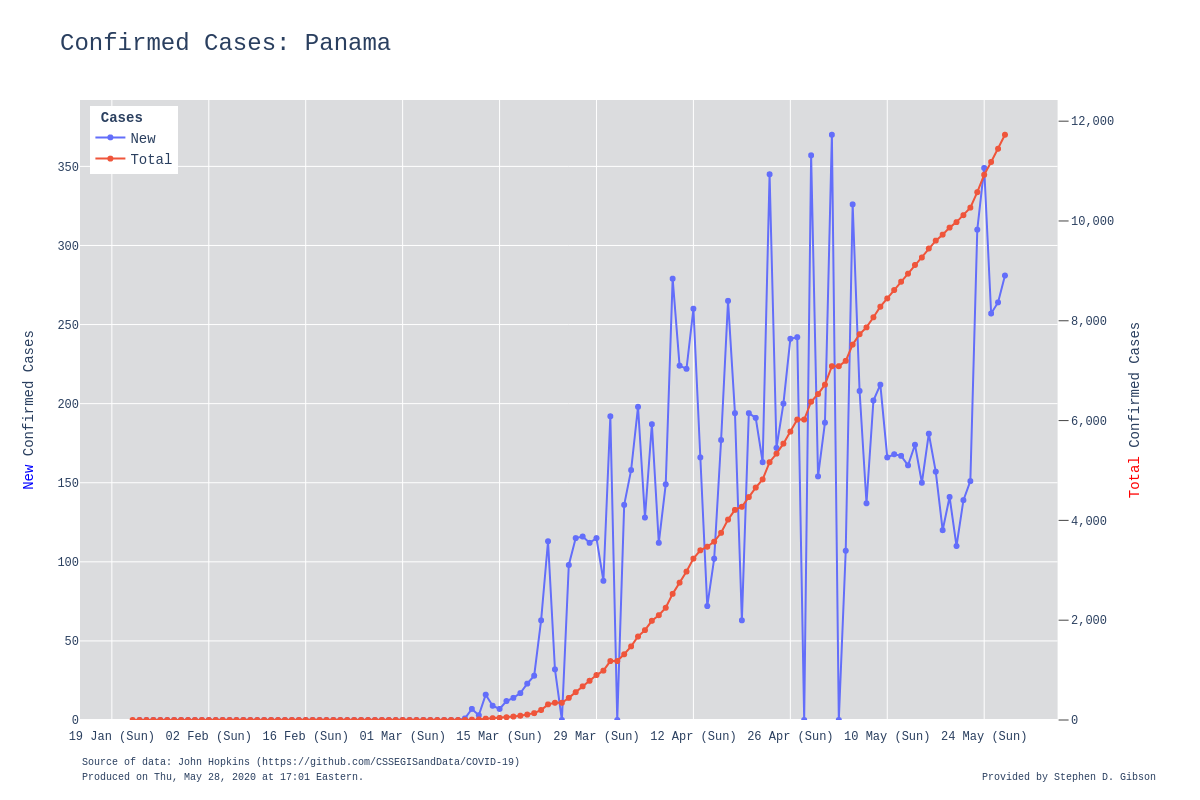 Confirmed Cases: Panama
Cases
New
Total
350
300
250
200
150
100
50
0
New Confirmed Cases
12,000
10,000
8,000
6,000
4,000
2,000
0
Total Confirmed Cases
19 Jan (Sun) 02 Feb (Sun) 16 Feb (Sun) 01 Mar (Sun) 15 Mar (Sun) 29 Mar (Sun) 12 Apr (Sun) 26 Apr (Sun) 10 May (Sun) 24 May (Sun)
Source of data: John Hopkins (https://github.com/CSSEGISandData/COVID-19)
Produced on Thu, May 28, 2020 at 17:01 Eastern.
Provided by Stephen D. Gibson